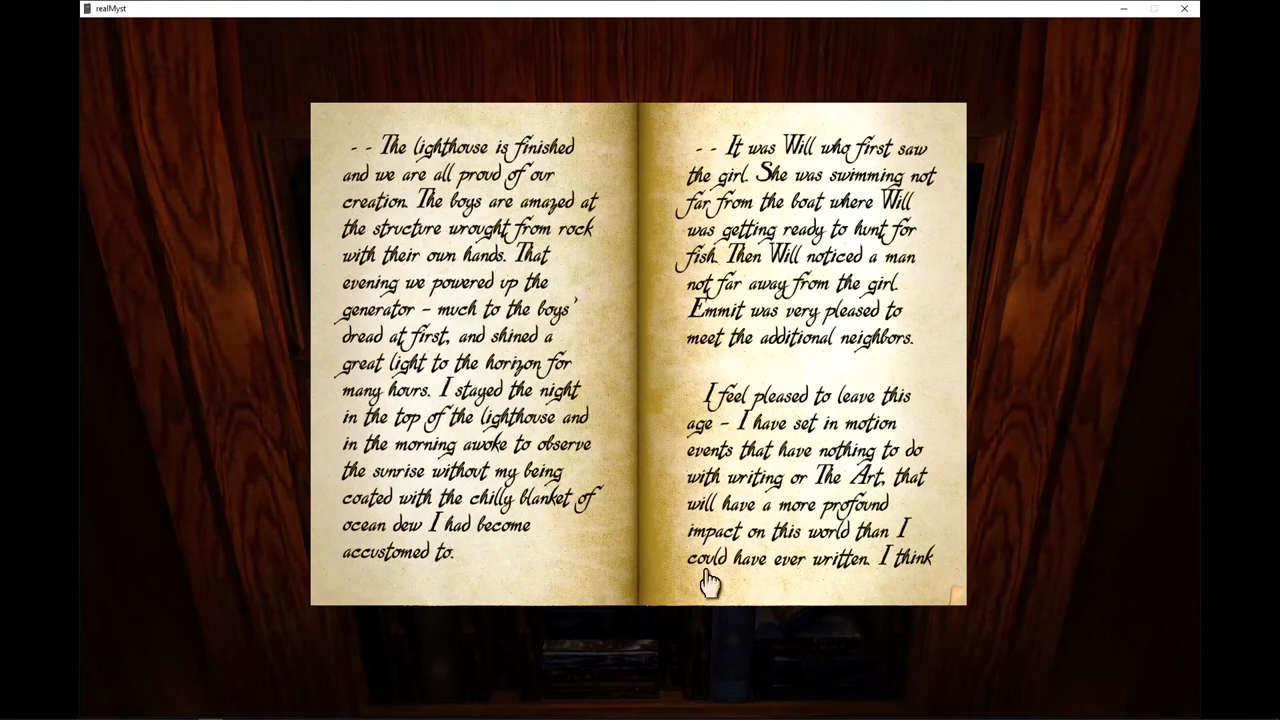 realMyst
- - The lighthouse is finished
and we are all proud of our
creation. The boys are amazed at
the structure wrought from rock
with their own hands. That
evening we powered up the
generator - much to the boys'
dread at first, and shined a
great light to the horizon for
many hours. I stayed the night
in the top of the lighthouse and
in the morning awoke to observe
the sunrise without my being
coated with the chilly blanket of
ocean dew I had become
accustomed to.
- - It was Will who first saw
the girl. She was swimming not
far from the boat where Will
was getting ready to hunt for
fish. Then Will noticed a man
not far away from the girl.
Emmit was very pleased to
meet the additional neighbors.
I feel pleased to leave this
age - I have set in motion
events that have nothing to do
with writing or The Art, that
will have a more profound
impact on this world than I
could have ever written. I think